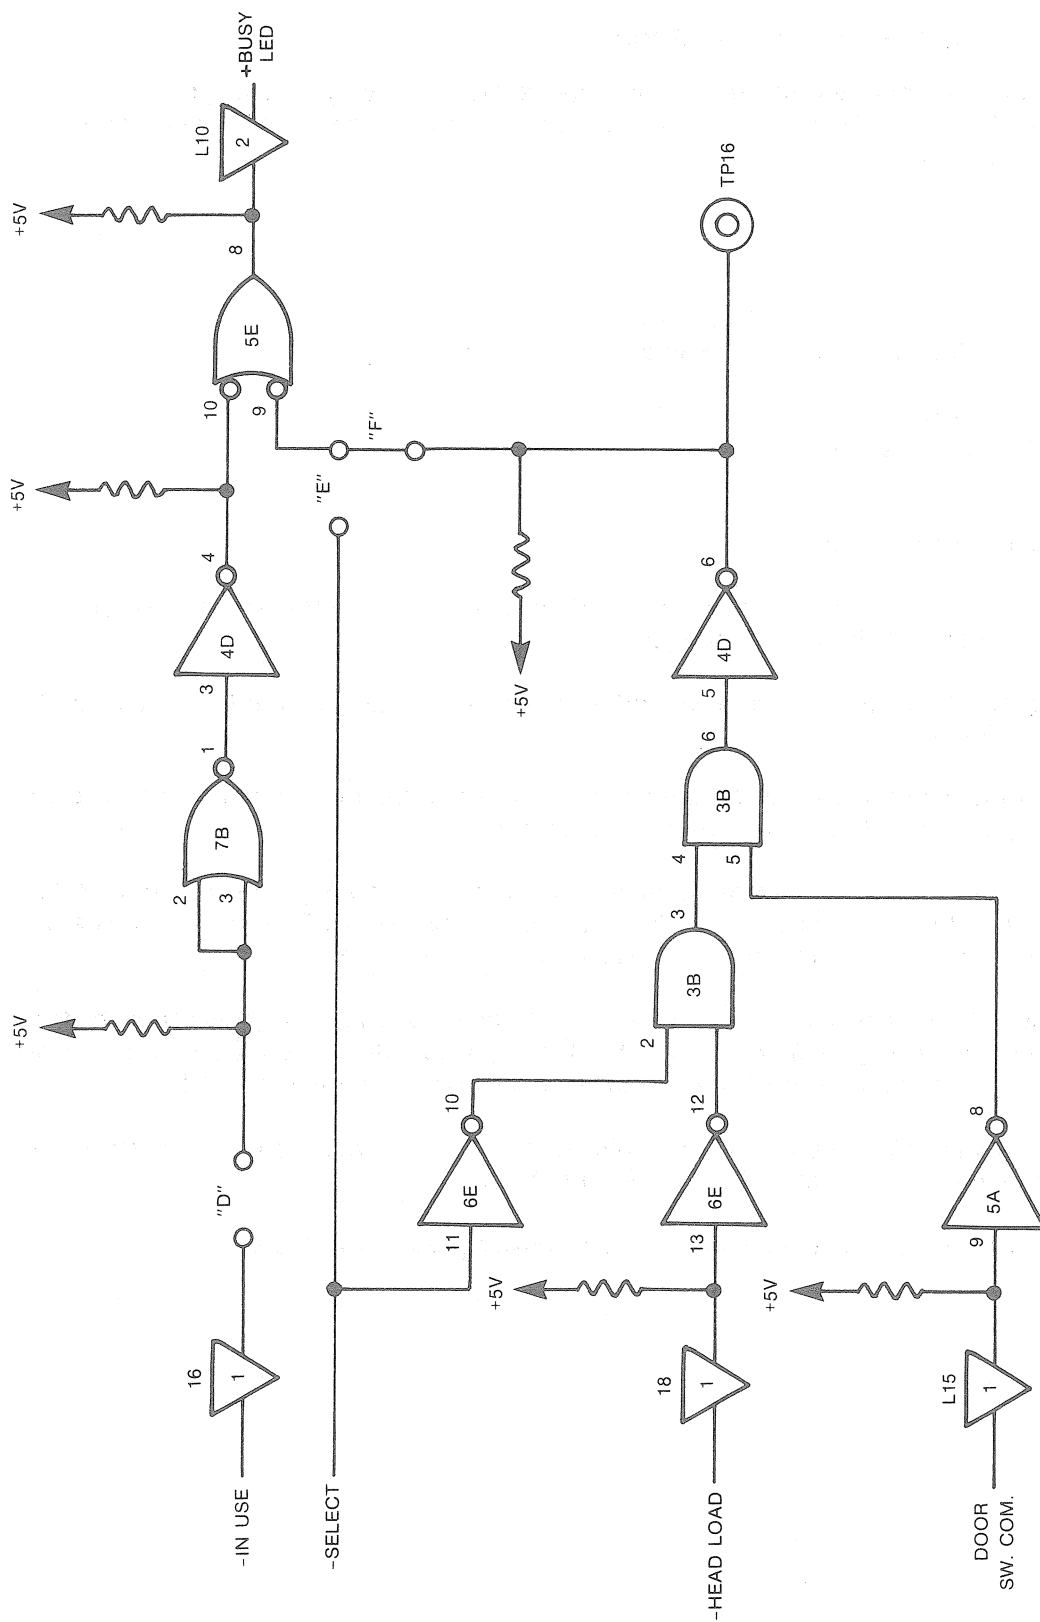 +5V
+5V
+5V
16
1
"D"
2
3
7B
1
3
4D
4
10
9
5E
8
L10
2
+BUSY
LED
-IN USE
-SELECT
"E"
"F"
11
6E
10
+5V
+5V
18
1
13
6E
12
2
3B
3
4
5
3B
6
5
4D
6
TP16
-HEAD LOAD
+5V
L15
1
9
5A
8
DOOR
SW. COM.